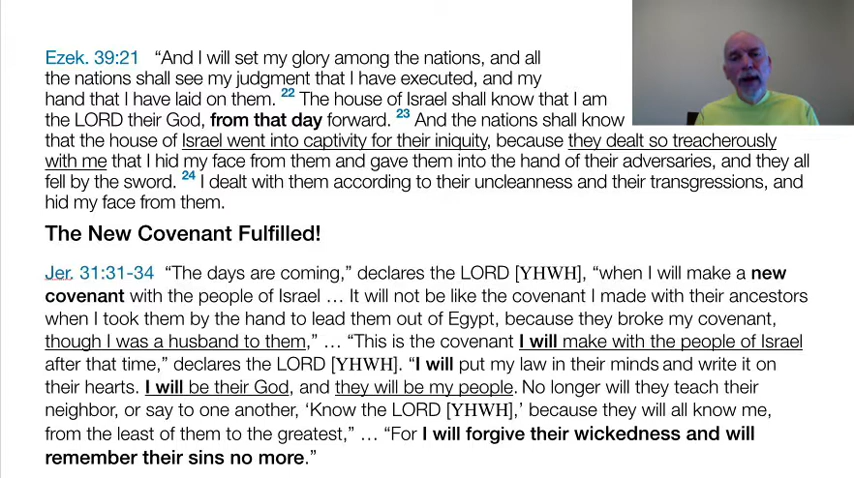 Ezek. 39:21 “And I will set my glory among the nations, and all
the nations shall see my judgment that I have executed, and my
hand that I have laid on them. 22 The house of Israel shall know that I am
the LORD their God, from that day forward. 23 And the nations shall know
that the house of Israel went into captivity for their iniquity, because they dealt so treacherously
with me that I hid my face from them and gave them into the hand of their adversaries, and they all
fell by the sword. 24 I dealt with them according to their uncleanness and their transgressions, and
hid my face from them.
The New Covenant Fulfilled!
Jer. 31:31-34 “The days are coming,” declares the LORD [YHWH], “when I will make a new
covenant with the people of Israel … It will not be like the covenant I made with their ancestors
when I took them by the hand to lead them out of Egypt, because they broke my covenant,
though I was a husband to them,” … “This is the covenant I will make with the people of Israel
after that time,” declares the LORD [YHWH]. “I will put my law in their minds and write it on
their hearts. I will be their God, and they will be my people. No longer will they teach their
neighbor, or say to one another, ‘Know the LORD [YHWH],’ because they will all know me,
from the least of them to the greatest,” … “For I will forgive their wickedness and will
remember their sins no more.”